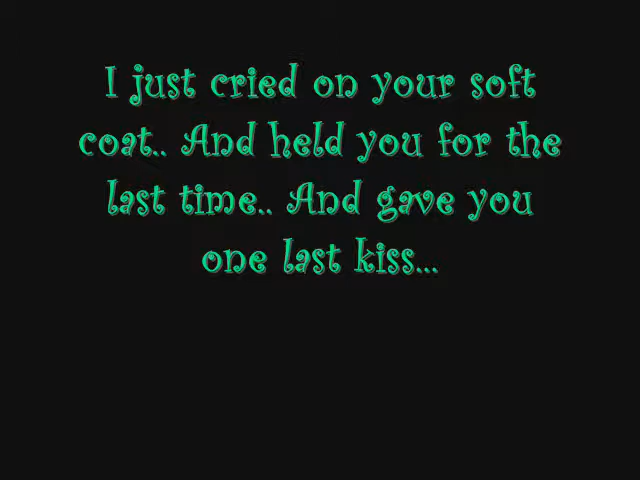 I just cried on your soft
coat.. And held you for the
last time.. And gave you
one last kiss...